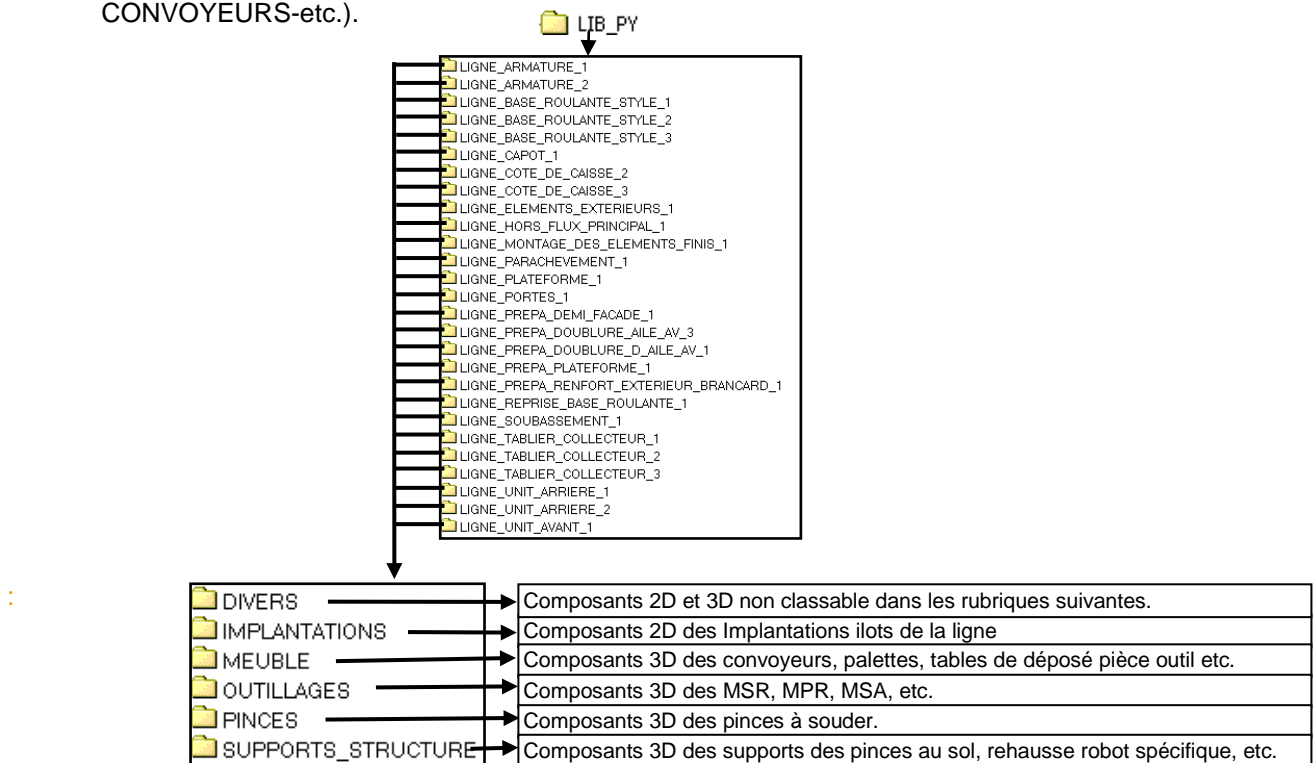 CONVOYEURS-etc.).
LIB_PY
LIGNE_ARMATURE_1
LIGNE_ARMATURE_2
LIGNE_BASE_ROULANTE_STYLE_1
LIGNE_BASE_ROULANTE_STYLE_2
LIGNE_BASE_ROULANTE_STYLE_3
LIGNE_CAPOT_1
LIGNE_COTE_DE_CAISSE_2
LIGNE_COTE_DE_CAISSE_3
LIGNE_ELEMENTS_EXTERIEURS_1
LIGNE_HORS_FLUX_PRINCIPAL_1
LIGNE_MONTAGE_DES_ELEMENTS_FINIS_1
LIGNE_PARACHEVEMENT_1
LIGNE_PLATEFORME_1
LIGNE_PORTES_1
LIGNE_PREPA_DEMI_FACADE_1
LIGNE_PREPA_DOUBLURE_AILE_AV_3
LIGNE_PREPA_DOUBLURE_D_AILE_AV_1
LIGNE_PREPA_PLATEFORME_1
LIGNE_PREPA_RENFORT_EXTERIEUR_BRANCARD_1
LIGNE_REPRISE_BASE_ROULANTE_1
LIGNE_SOUBASSEMENT_1
LIGNE_TABLIER_COLLECTEUR_1
LIGNE_TABLIER_COLLECTEUR_2
LIGNE_TABLIER_COLLECTEUR_3
LIGNE_UNIT_ARRIERE_1
LIGNE_UNIT_ARRIERE_2
LIGNE_UNIT_AVANT_1
:
DIVERS Composants 2D et 3D non classable dans les rubriques suivantes.
IMPLANTATIONS Composants 2D des Implantations ilots de la ligne
MEUBLE Composants 3D des convoyeurs, palettes, tables de déposé pièce outil etc.
OUTILLAGES Composants 3D des MSR, MPR, MSA, etc.
PINCES Composants 3D des pinces à souder.
SUPPORTS_STRUCTURE Composants 3D des supports des pinces au sol, rehausse robot spécifique, etc.